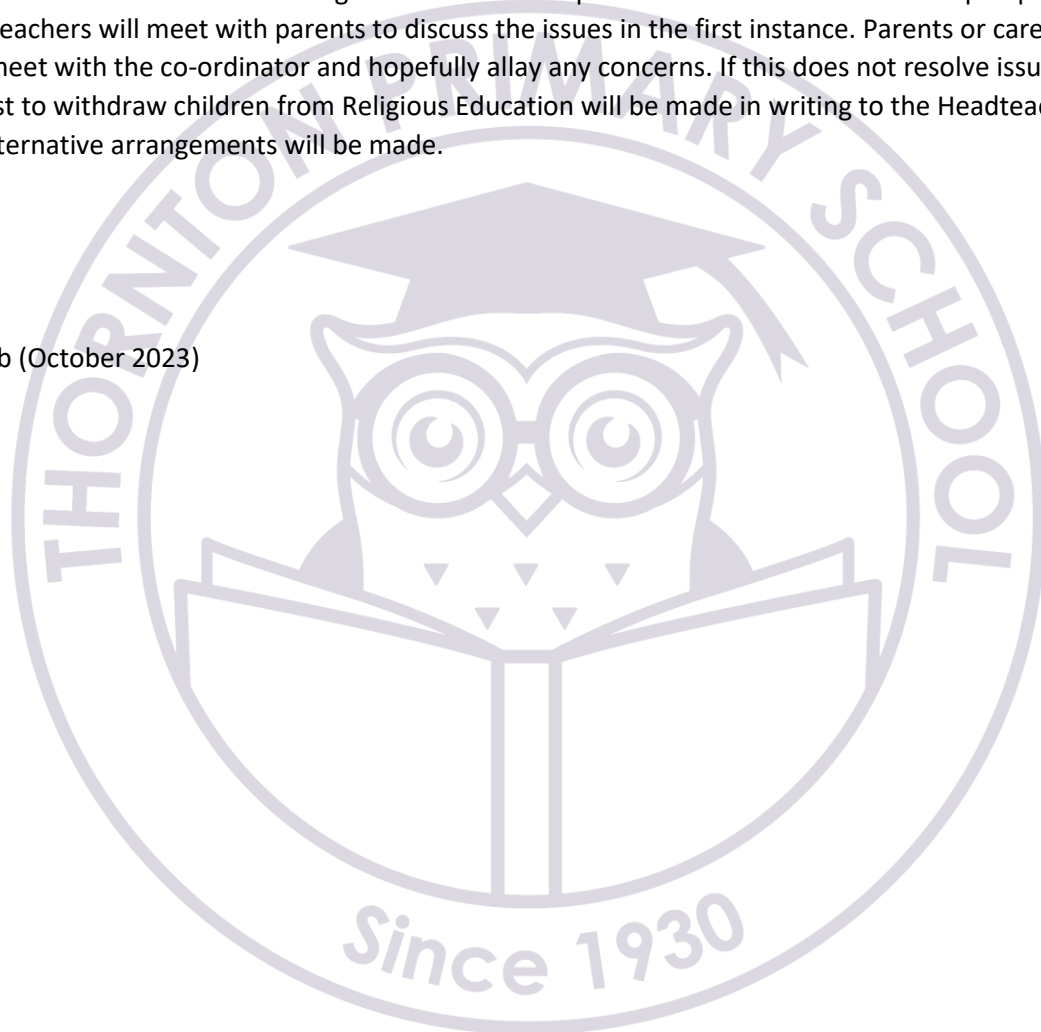 eachers will meet with parents to discuss the issues in the first instance. Parents or care
meet with the co-ordinator and hopefully allay any concerns. If this does not resolve issu
st to withdraw children from Religious Education will be made in writing to the Headteac
ternative arrangements will be made.
b (October 2023)
THORNTON PRIMARY SCHOOL
Since 1930